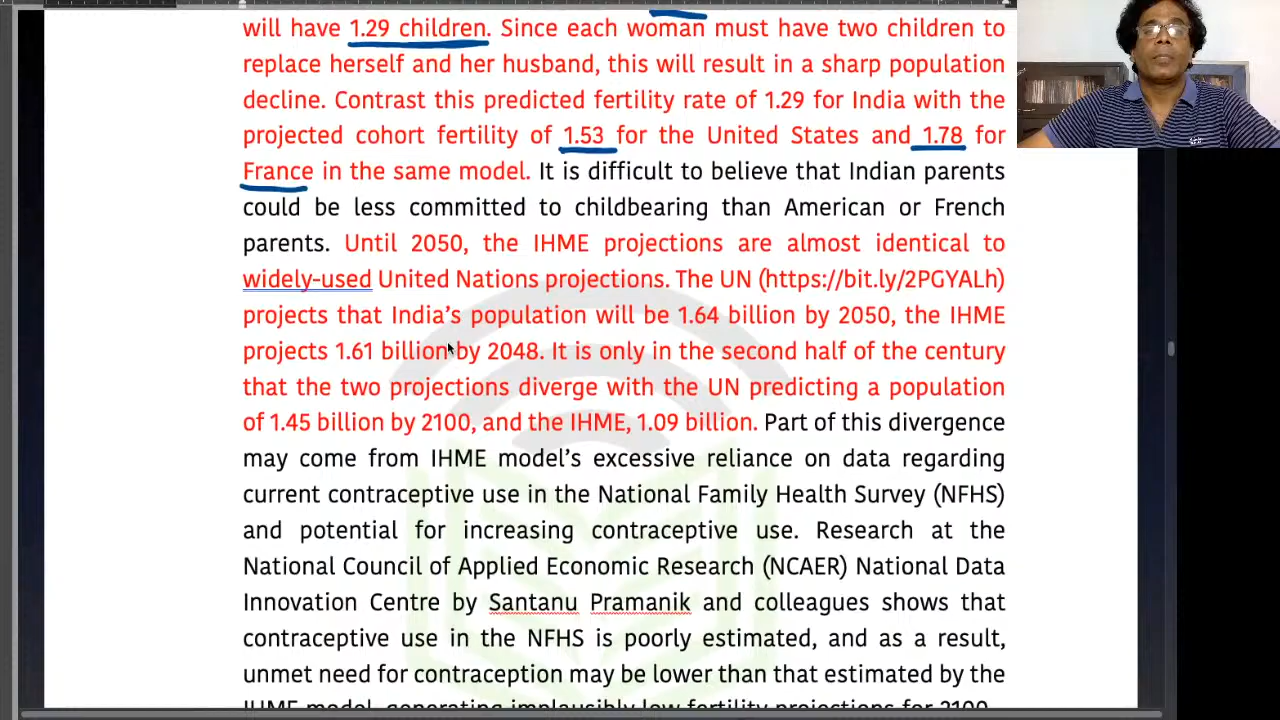 will have 1.29 children. Since each woman must have two children to
replace herself and her husband, this will result in a sharp population
decline. Contrast this predicted fertility rate of 1.29 for India with the
projected cohort fertility of 1.53 for the United States and 1.78 for
France in the same model. It is difficult to believe that Indian parents
could be less committed to childbearing than American or French
parents. Until 2050, the IHME projections are almost identical to
widely-used United Nations projections. The UN (https://bit.ly/2PGYALh)
projects that India’s population will be 1.64 billion by 2050, the IHME
projects 1.61 billion by 2048. It is only in the second half of the century
that the two projections diverge with the UN predicting a population
of 1.45 billion by 2100, and the IHME, 1.09 billion. Part of this divergence
may come from IHME model’s excessive reliance on data regarding
current contraceptive use in the National Family Health Survey (NFHS)
and potential for increasing contraceptive use. Research at the
National Council of Applied Economic Research (NCAER) National Data
Innovation Centre by Santanu Pramanik and colleagues shows that
contraceptive use in the NFHS is poorly estimated, and as a result,
unmet need for contraception may be lower than that estimated by the
IHME model, generating implausibly low fertility projections for 2100.